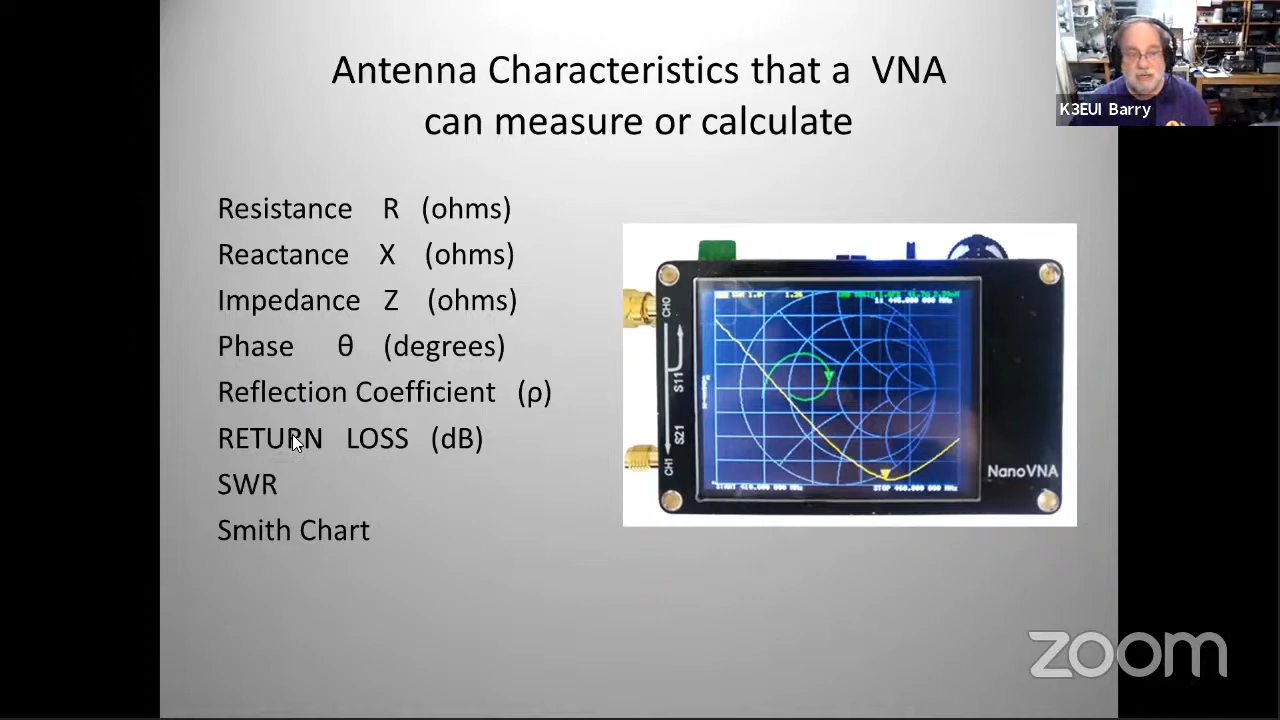 Antenna Characteristics that a VNA
can measure or calculate
K3EUI Barry
Resistance R (ohms)
Reactance X (ohms)
Impedance Z (ohms)
Phase θ (degrees)
Reflection Coefficient (ρ)
RETURN LOSS (dB)
SWR
Smith Chart
CH0
S11
S21
CH1
NanoVNA
zoom